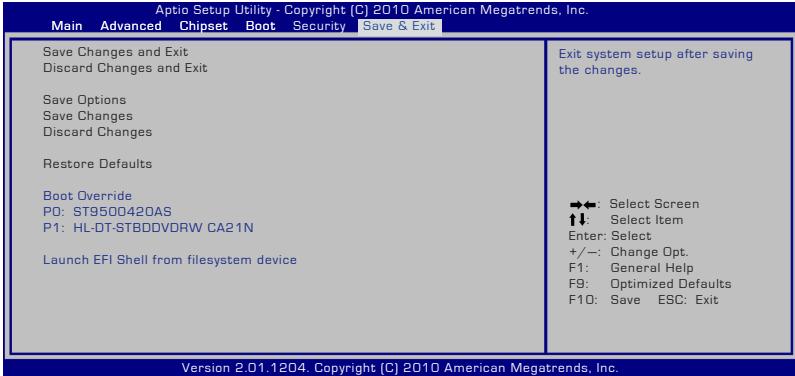 Aptio Setup Utility - Copyright (C) 2010 American Megatrends, Inc.
Main Advanced Chipset Boot Security Save & Exit
Save Changes and Exit
Discard Changes and Exit
Save Options
Save Changes
Discard Changes
Restore Defaults
Boot Override
P0: ST9500420AS
P1: HL-DT-STBDDVDRW CA21N
Launch EFI Shell from filesystem device
Exit system setup after saving
the changes.
➡⬅: Select Screen
⬆⬇: Select Item
Enter: Select
+/—: Change Opt.
F1: General Help
F9: Optimized Defaults
F10: Save ESC: Exit
Version 2.01.1204. Copyright (C) 2010 American Megatrends, Inc.